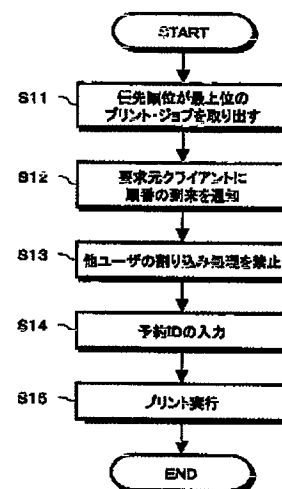 START
S11
優先順位が最上位の
プリント・ジョブを取り出す
S12
要求元クライアントに
順番の到来を通知
S13
他ユーザの割り込み処理を禁止
S14
予約IDの入力
S15
プリント実行
END